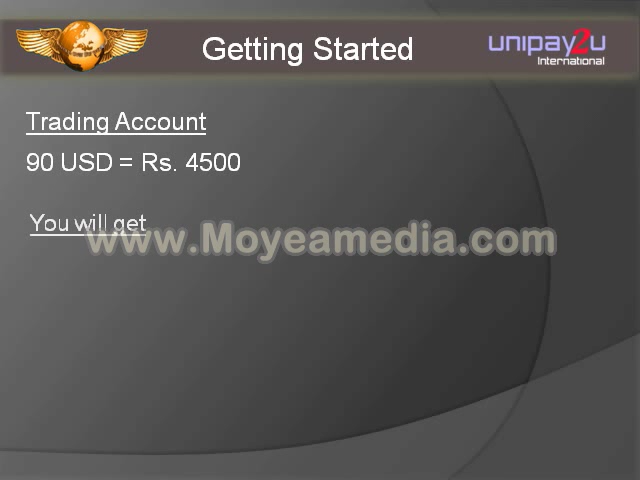 Getting Started
unipay2u
International
Trading Account
90 USD = Rs. 4500
You will get
www.Moyeamedia.com